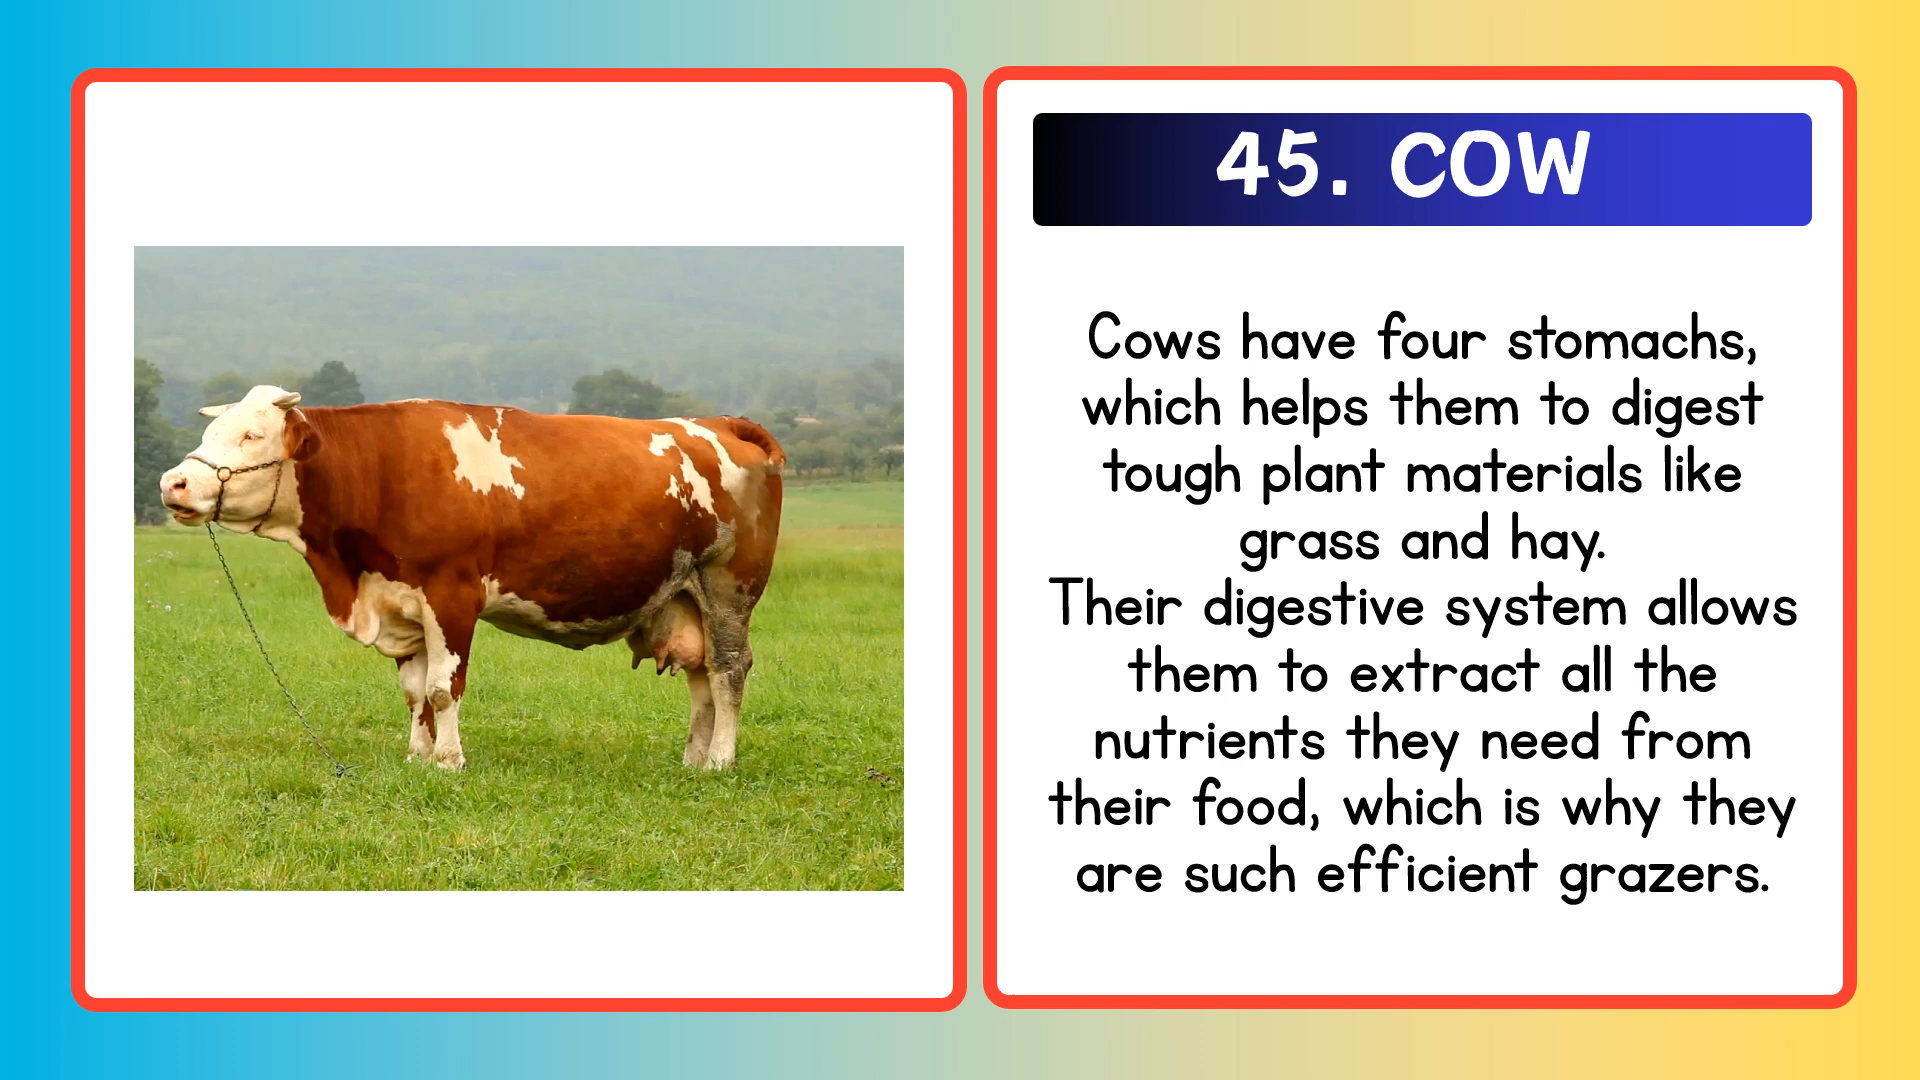 45. COW
Cows have four stomachs,
which helps them to digest
tough plant materials like
grass and hay.
Their digestive system allows
them to extract all the
nutrients they need from
their food, which is why they
are such efficient grazers.